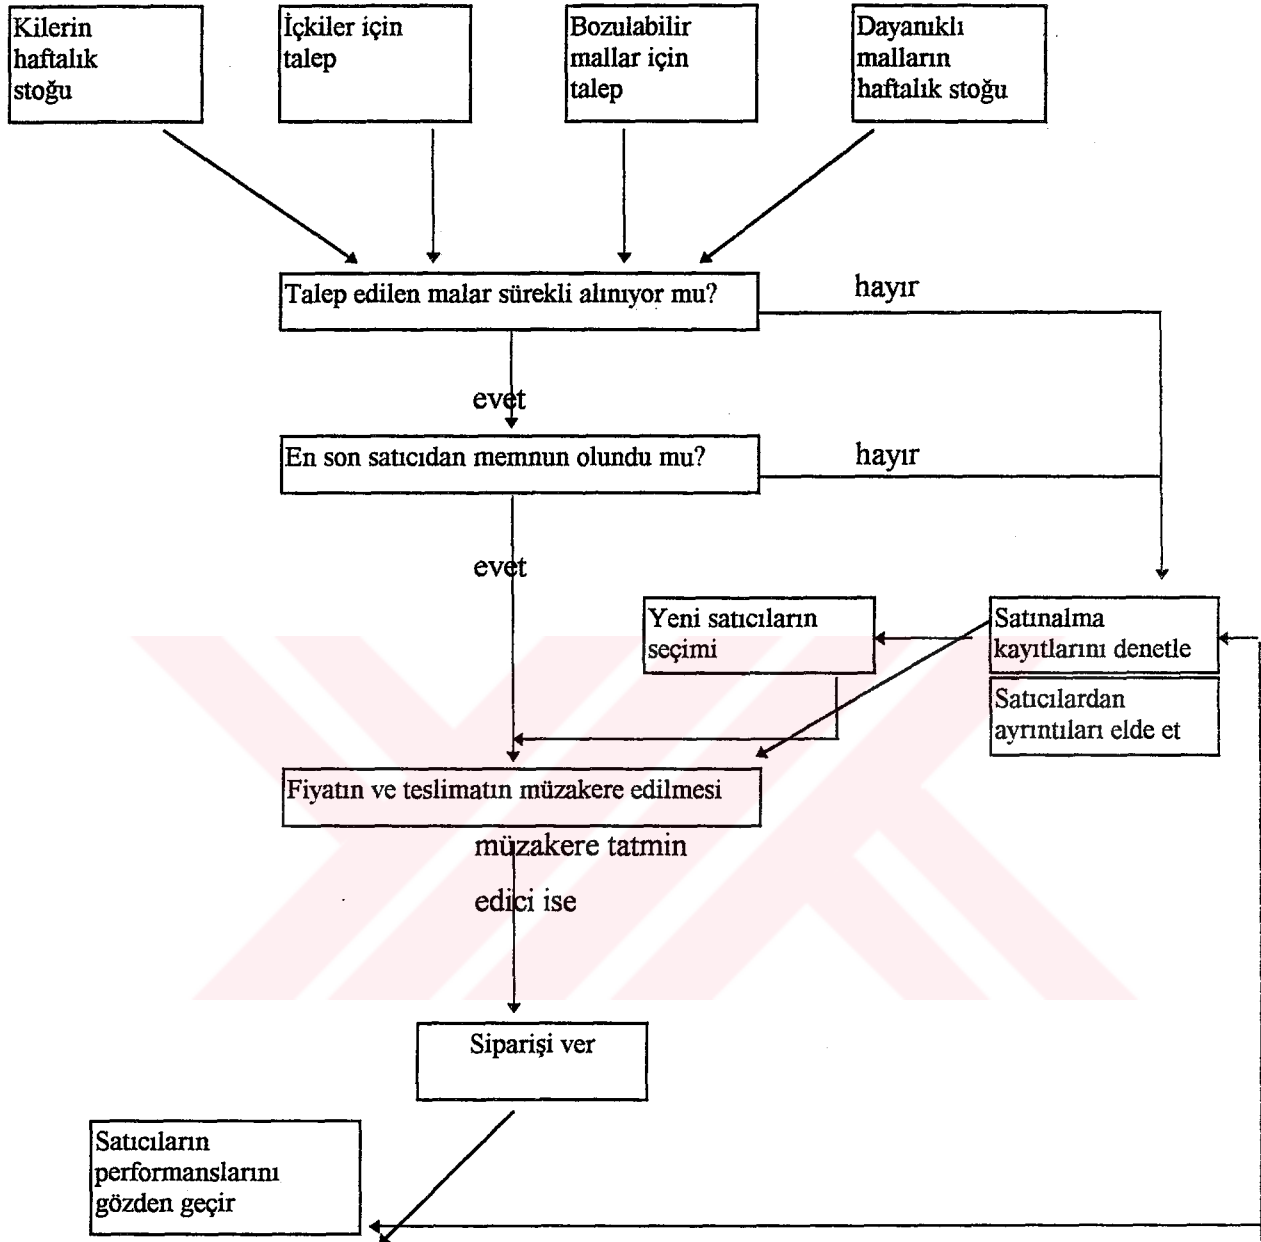 Kilerin
haftalık
stoğu
İçkiler için
talep
Bozulabilir
mallar için
talep
Dayanıklı
malların
haftalık stoğu
Talep edilen malar sürekli alınıyor mu?
hayır
evet
En son satıcıdan memnun olundu mu?
hayır
evet
Yeni satıcıların
seçimi
Satınalma
kayıtlarını denetle
Satıcılardan
ayrıntıları elde et
Fiyatın ve teslimatın müzakere edilmesi
müzakere tatmin
edici ise
Siparişi ver
Satıcıların
performanslarını
gözden geçir